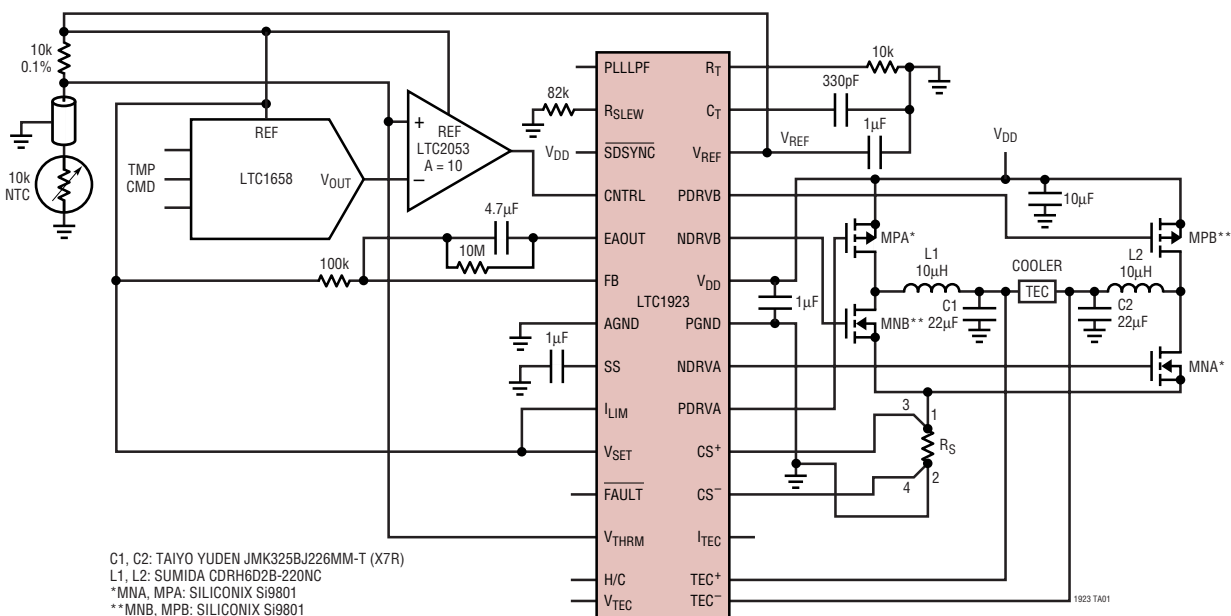 10k
0.1%
10k
NTC
TMP
CMD
REF
LTC1658
VOUT
+
−
REF
LTC2053
A = 10
82k
VDD
4.7µF
10M
100k
1µF
PLLLPF
RSLEW
SDSYNC
CNTRL
EAOUT
FB
AGND
SS
ILIM
VSET
FAULT
VTHRM
H/C
VTEC
LTC1923
RT
CT
VREF
PDRVB
NDRVB
VDD
PGND
NDRVA
PDRVA
CS+
CS−
ITEC
TEC+
TEC−
10k
330pF
1µF
VREF
VDD
10µF
1µF
MPA*
MPB**
L1
10µH
L2
10µH
COOLER
TEC
C1
22µF
C2
22µF
MNB**
MNA*
3
1
RS
4
2
C1, C2: TAIYO YUDEN JMK325BJ226MM-T (X7R)
L1, L2: SUMIDA CDRH6D2B-220NC
*MNA, MPA: SILICONIX Si9801
**MNB, MPB: SILICONIX Si9801
1923 TA01